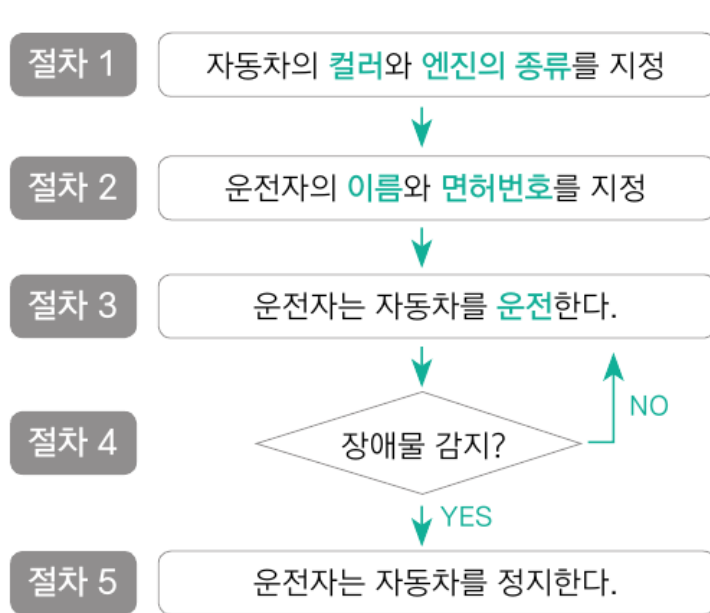 절차 1 자동차의 컬러와 엔진의 종류를 지정
절차 2 운전자의 이름와 면허번호를 지정
절차 3 운전자는 자동차를 운전한다.
NO
절차 4 장애물 감지?
YES
절차 5 운전자는 자동차를 정지한다.